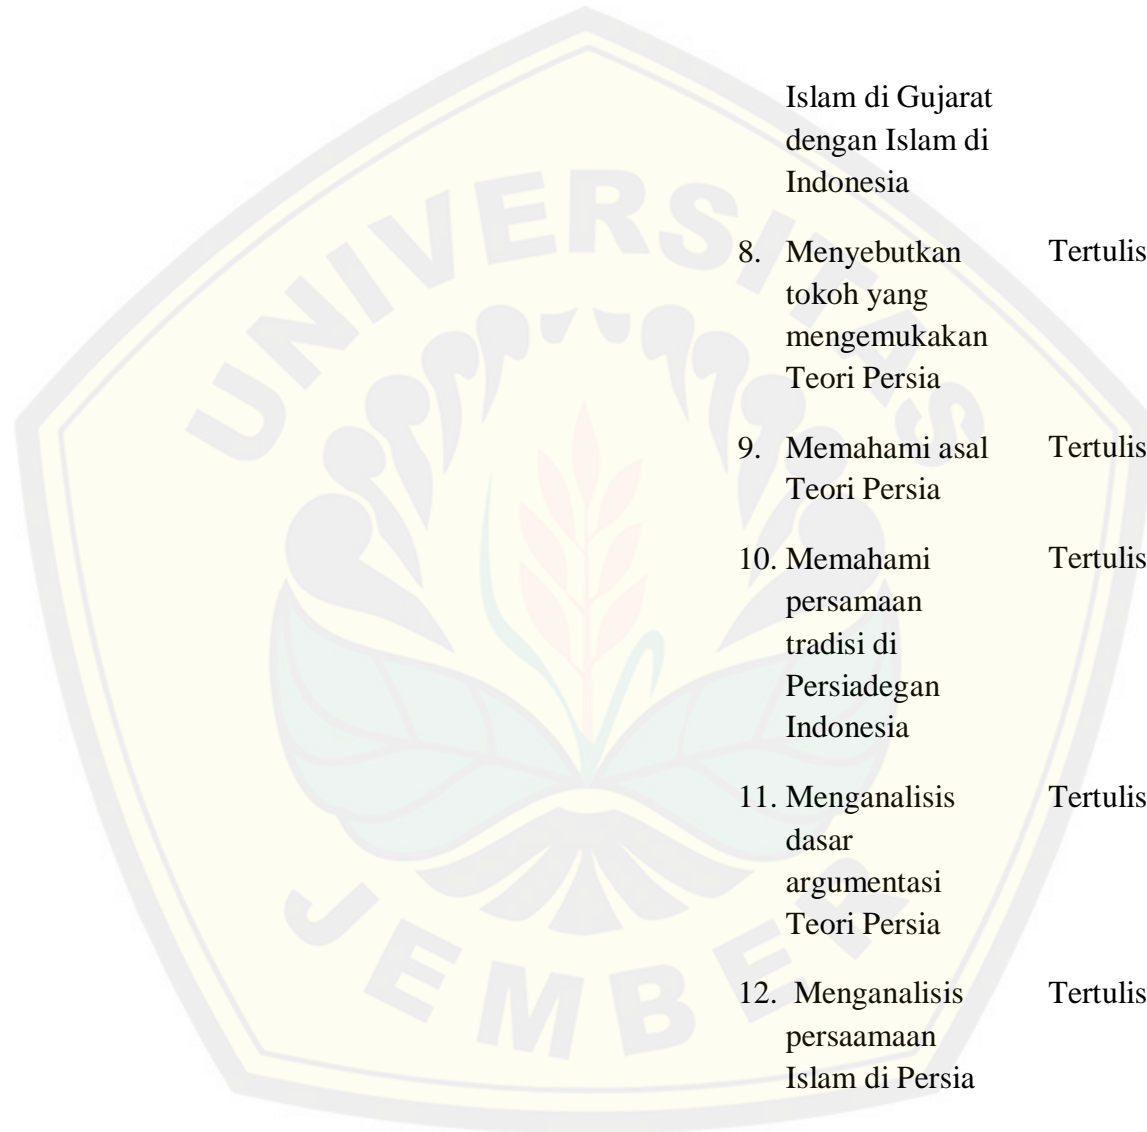 UNIVERSITAS
JEMBER
Islam di Gujarat
dengan Islam di
Indonesia
8. Menyebutkan Tertulis
tokoh yang
mengemukakan
Teori Persia
9. Memahami asal Tertulis
Teori Persia
10. Memahami Tertulis
persamaan
tradisi di
Persiadegan
Indonesia
11. Menganalisis Tertulis
dasar
argumentasi
Teori Persia
12. Menganalisis Tertulis
persaamaan
Islam di Persia